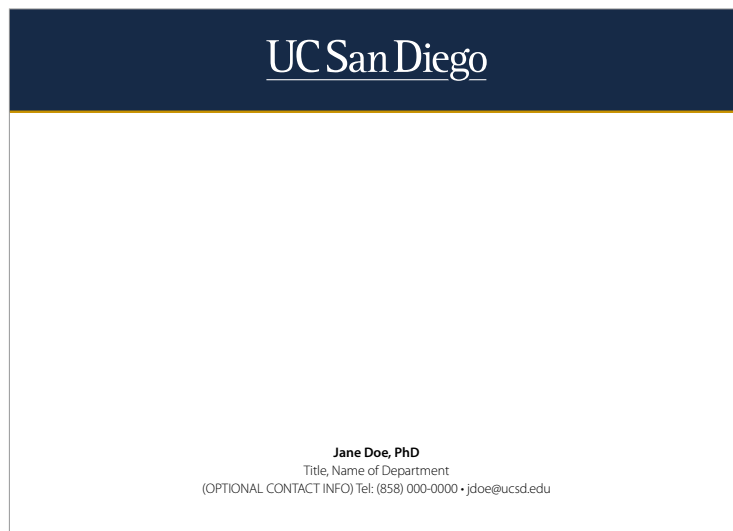 UC San Diego
Jane Doe, PhD
Title, Name of Department
(OPTIONAL CONTACT INFO) Tel: (858) 000-0000 • jdoe@ucsd.edu